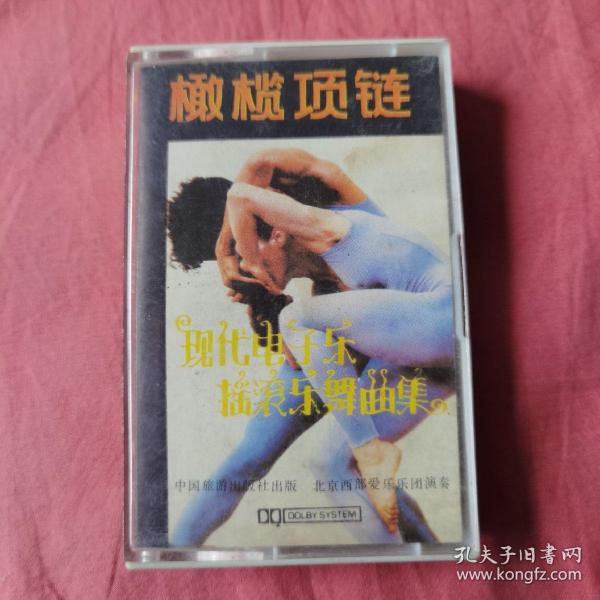 橄榄项链
现代电子乐
摇滚乐舞曲集
中国旅游出版社出版 北京西部爱乐乐团演奏
DOLBY SYSTEM
孔夫子旧书网
www.kongfz.com